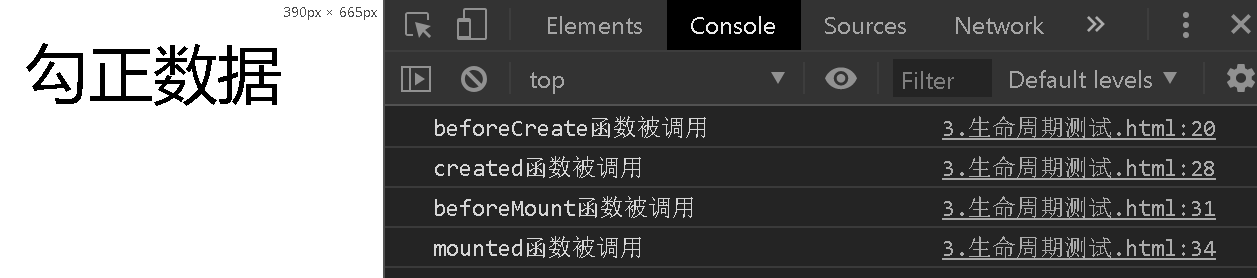 390px × 665px
勾正数据
Elements Console Sources Network »
top Filter Default levels
beforeCreate函数被调用 3.生命周期测试.html:20
created函数被调用 3.生命周期测试.html:28
beforeMount函数被调用 3.生命周期测试.html:31
mounted函数被调用 3.生命周期测试.html:34